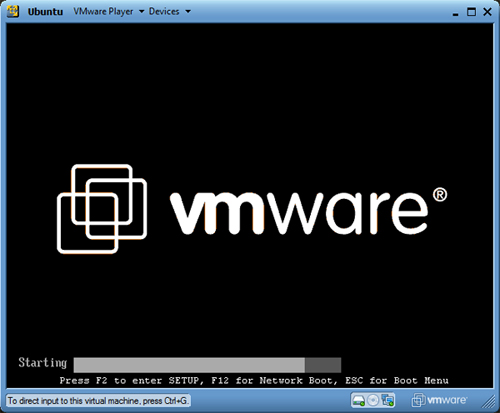 Ubuntu VMware Player Devices
vmware®
Starting
Press F2 to enter SETUP, F12 for Network Boot, ESC for Boot Menu
To direct input to this virtual machine, press Ctrl+G. vmware